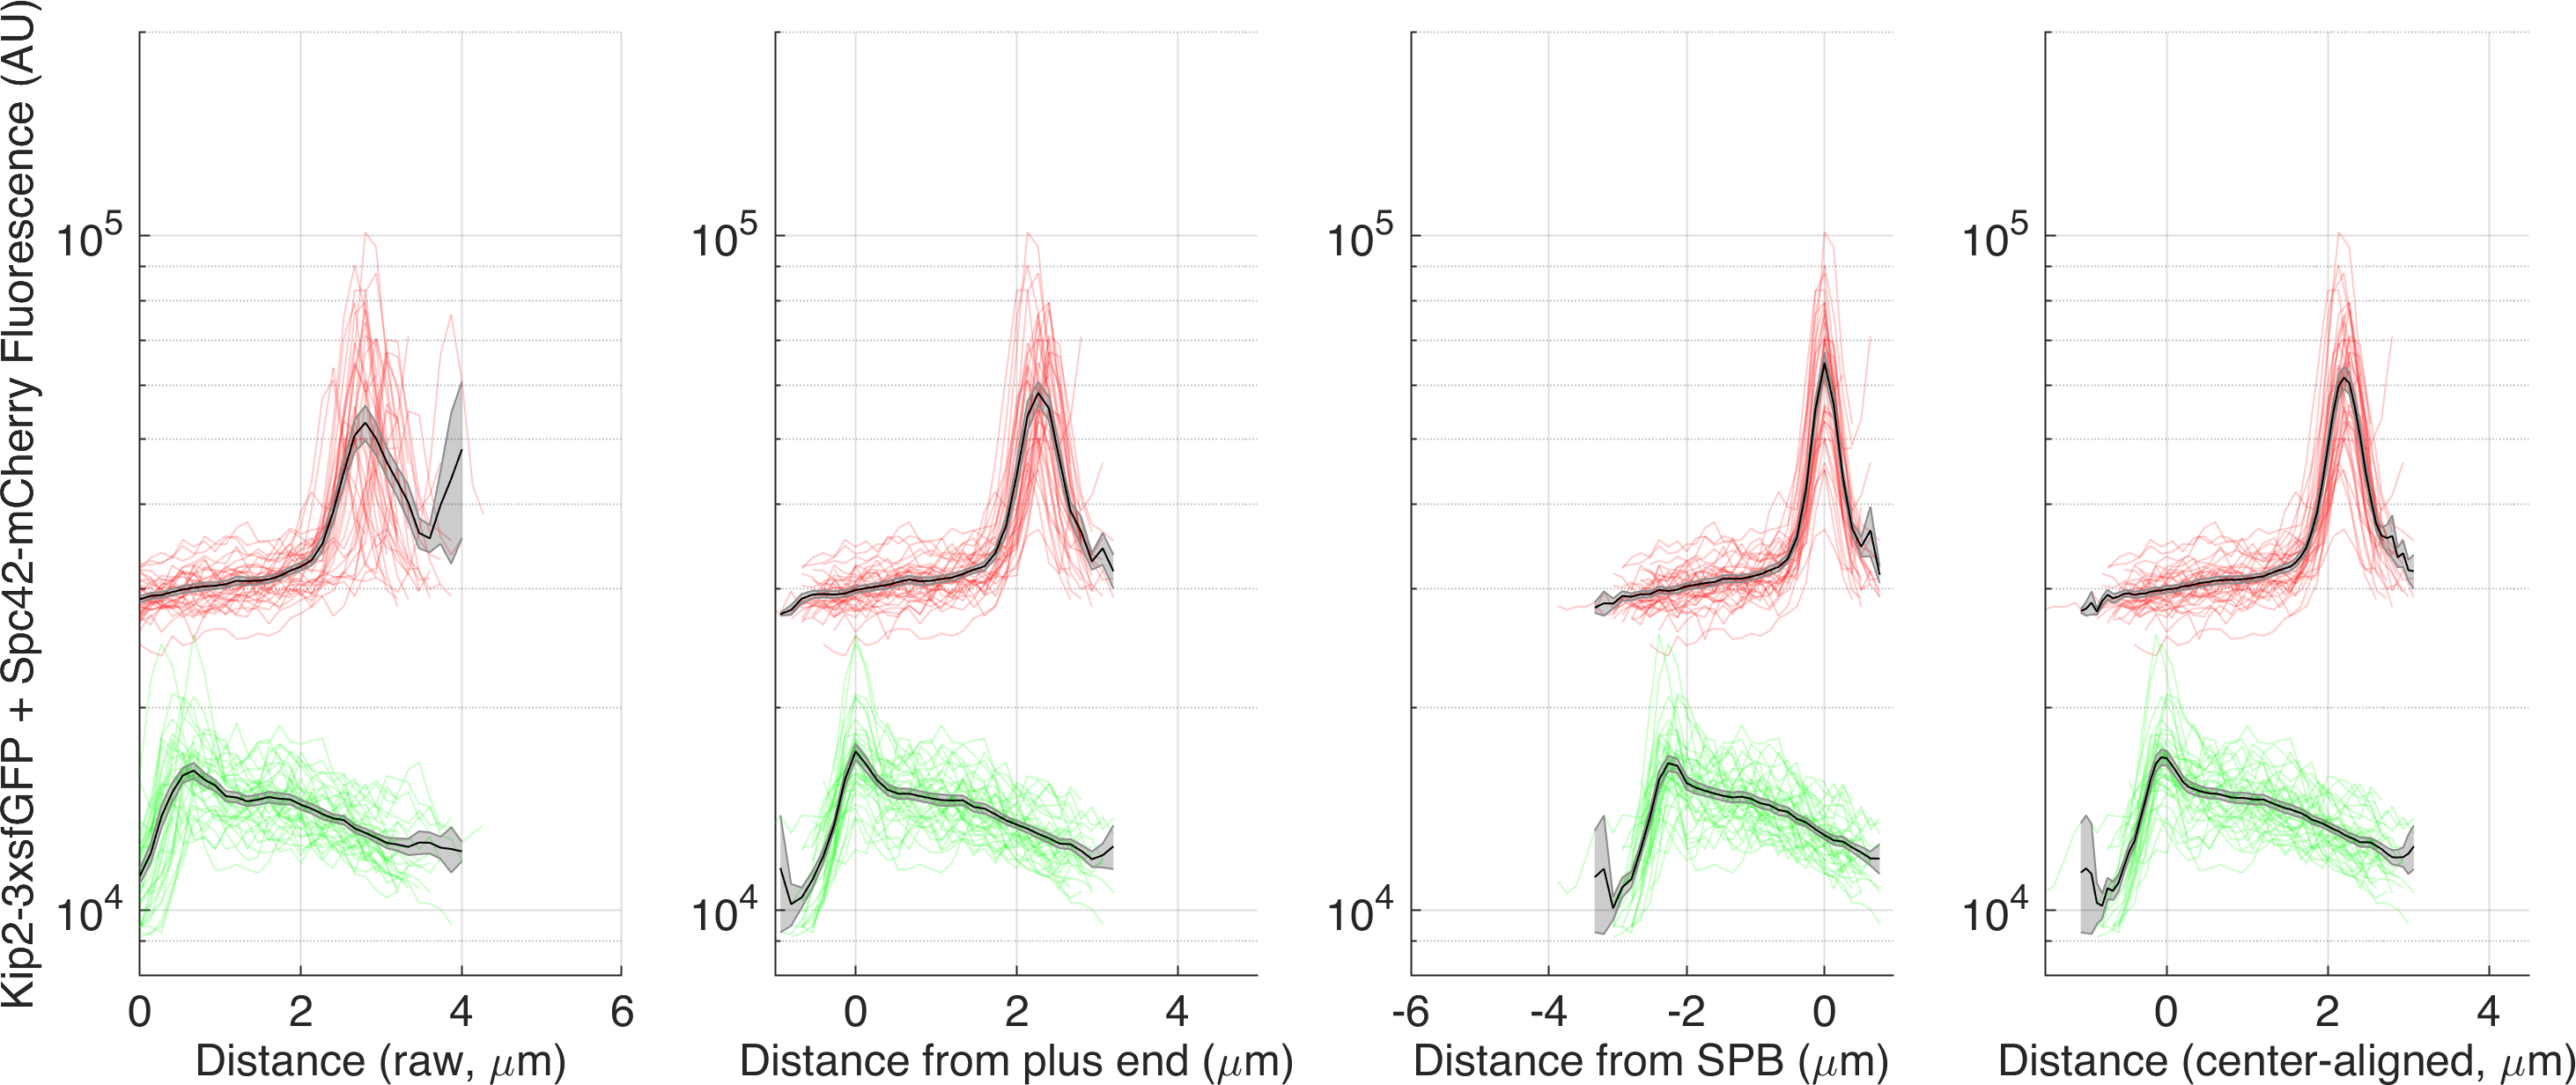 Kip2-3xsfGFP + Spc42-mCherry Fluorescence (AU)
10^5
10^4
0 2 4 6
Distance (raw, μm)
10^5
10^4
0 2 4
Distance from plus end (μm)
10^5
10^4
-6 -4 -2 0
Distance from SPB (μm)
10^5
10^4
0 2 4
Distance (center-aligned, μm)